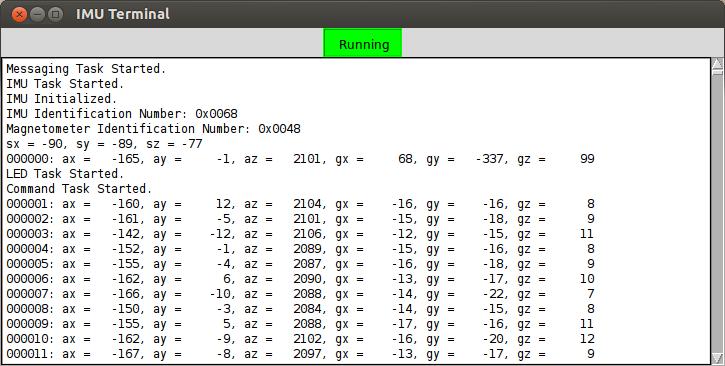 IMU Terminal
Running
Messaging Task Started.
IMU Task Started.
IMU Initialized.
IMU Identification Number: 0x0068
Magnetometer Identification Number: 0x0048
sx = -90, sy = -89, sz = -77
000000: ax =   -165, ay =     -1, az =   2101, gx =     68, gy =   -337, gz =     99
LED Task Started.
Command Task Started.
000001: ax =   -160, ay =     12, az =   2104, gx =    -16, gy =    -16, gz =      8
000002: ax =   -161, ay =     -5, az =   2101, gx =    -15, gy =    -18, gz =      9
000003: ax =   -142, ay =    -12, az =   2106, gx =    -12, gy =    -15, gz =     11
000004: ax =   -152, ay =     -1, az =   2089, gx =    -15, gy =    -16, gz =      8
000005: ax =   -155, ay =     -4, az =   2087, gx =    -16, gy =    -18, gz =      9
000006: ax =   -162, ay =      6, az =   2090, gx =    -13, gy =    -17, gz =     10
000007: ax =   -166, ay =    -10, az =   2088, gx =    -14, gy =    -22, gz =      7
000008: ax =   -150, ay =     -3, az =   2084, gx =    -14, gy =    -15, gz =      8
000009: ax =   -155, ay =      5, az =   2088, gx =    -17, gy =    -16, gz =     11
000010: ax =   -162, ay =     -9, az =   2102, gx =    -16, gy =    -20, gz =     12
000011: ax =   -167, ay =     -8, az =   2097, gx =    -13, gy =    -17, gz =      9